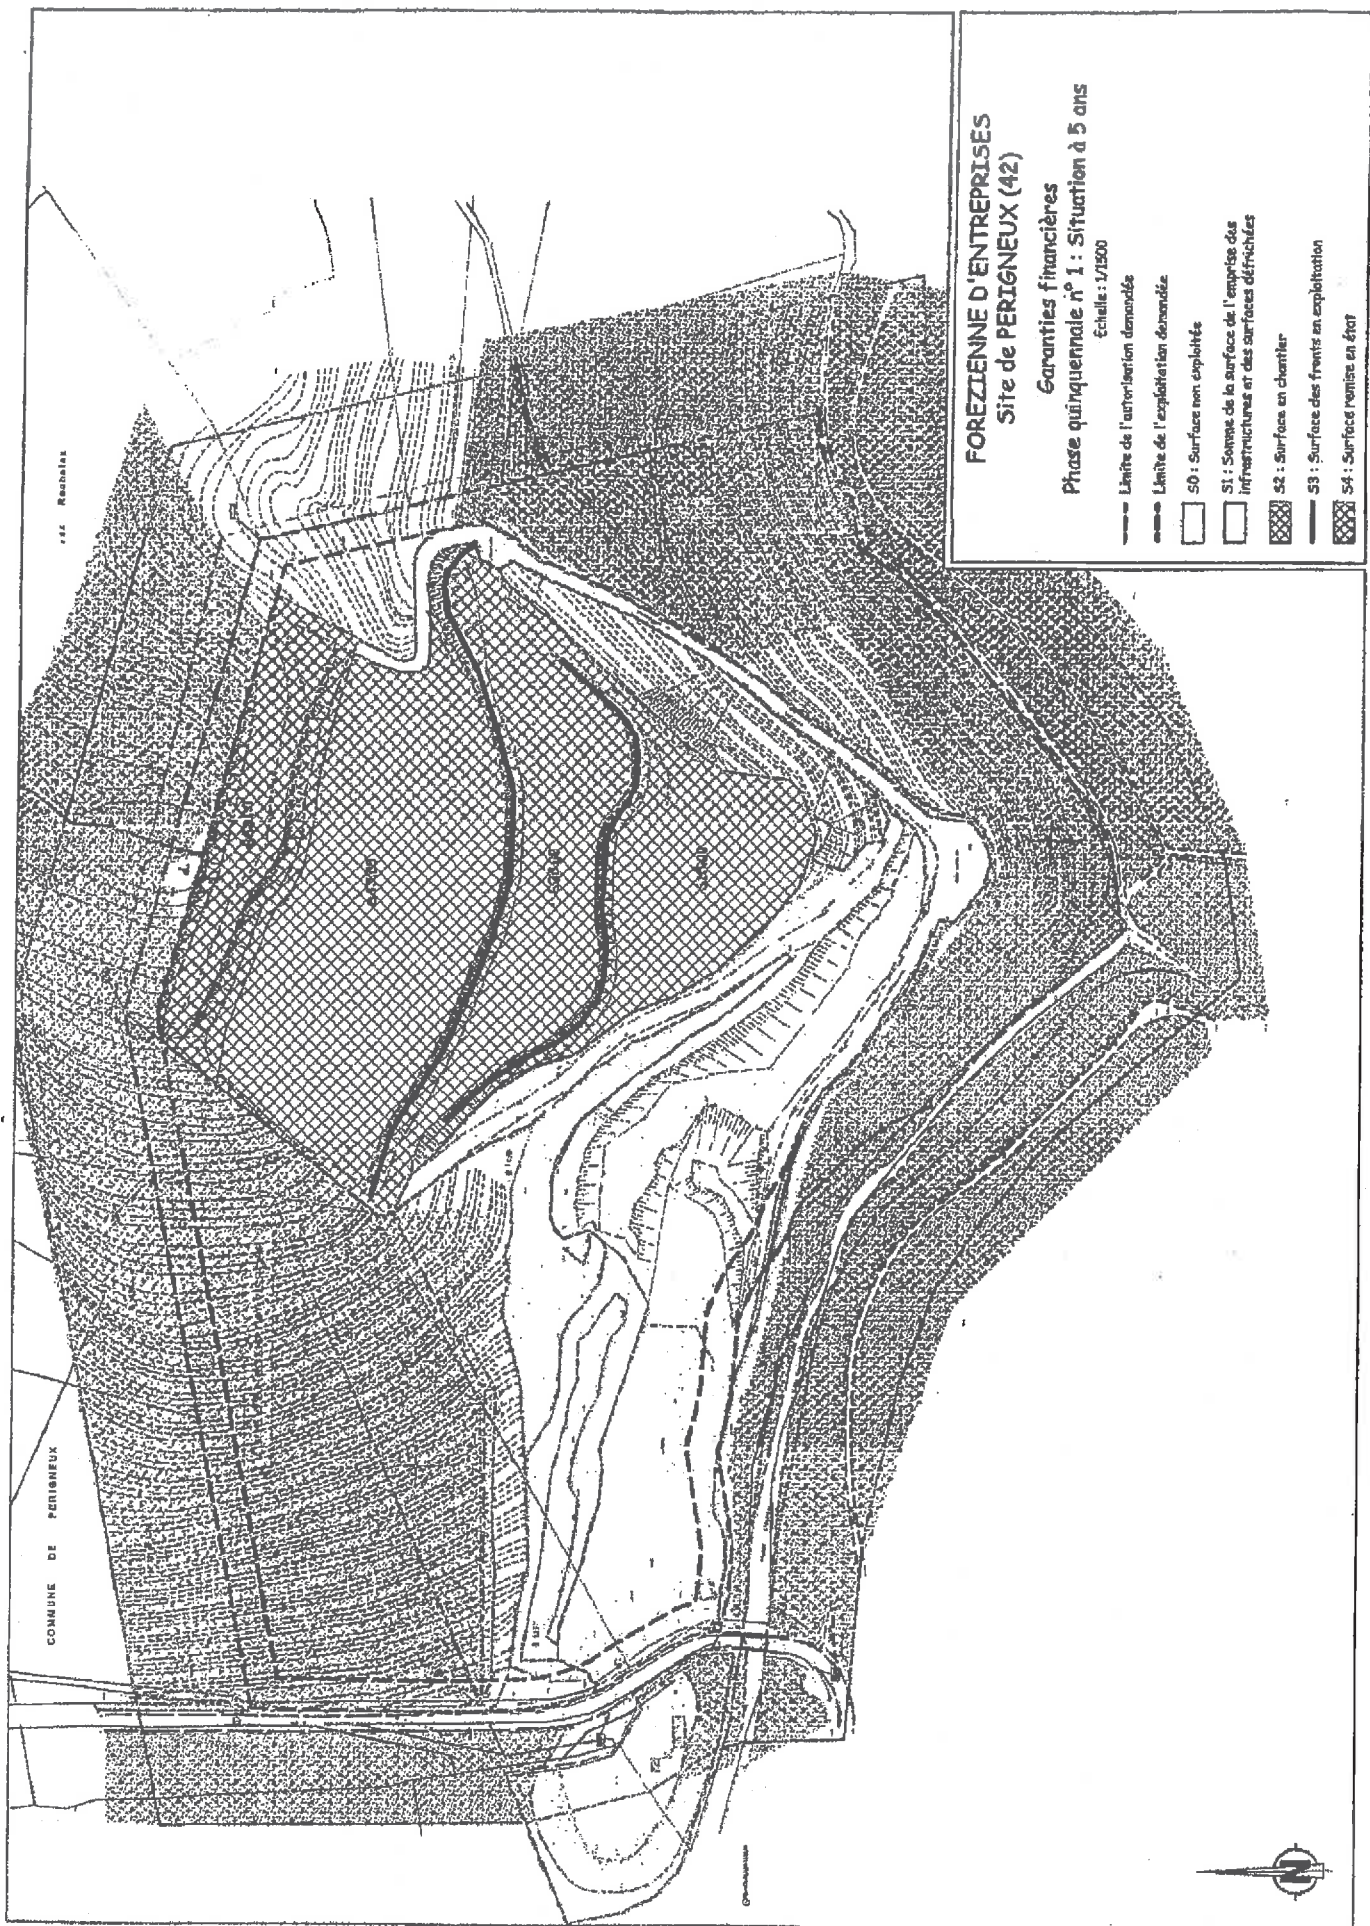 FOREZIENNE D'ENTREPRISES
Site de PERIGNEUX (42)
Garanties financières
Phase quinquennale n° 1 : Situation à 5 ans
Echelle : 1/1500
Limite de l'autorisation demandée
Limite de l'exploitation demandée
S0 : Surface non exploitée
S1 : Somme de la surface de l'emprise des
infrastructures et des surfaces défrichées
S2 : Surface en chantier
S3 : Surface des fronts en exploitation
S4 : Surface remise en état
COMMUNE DE PERIGNEUX
N